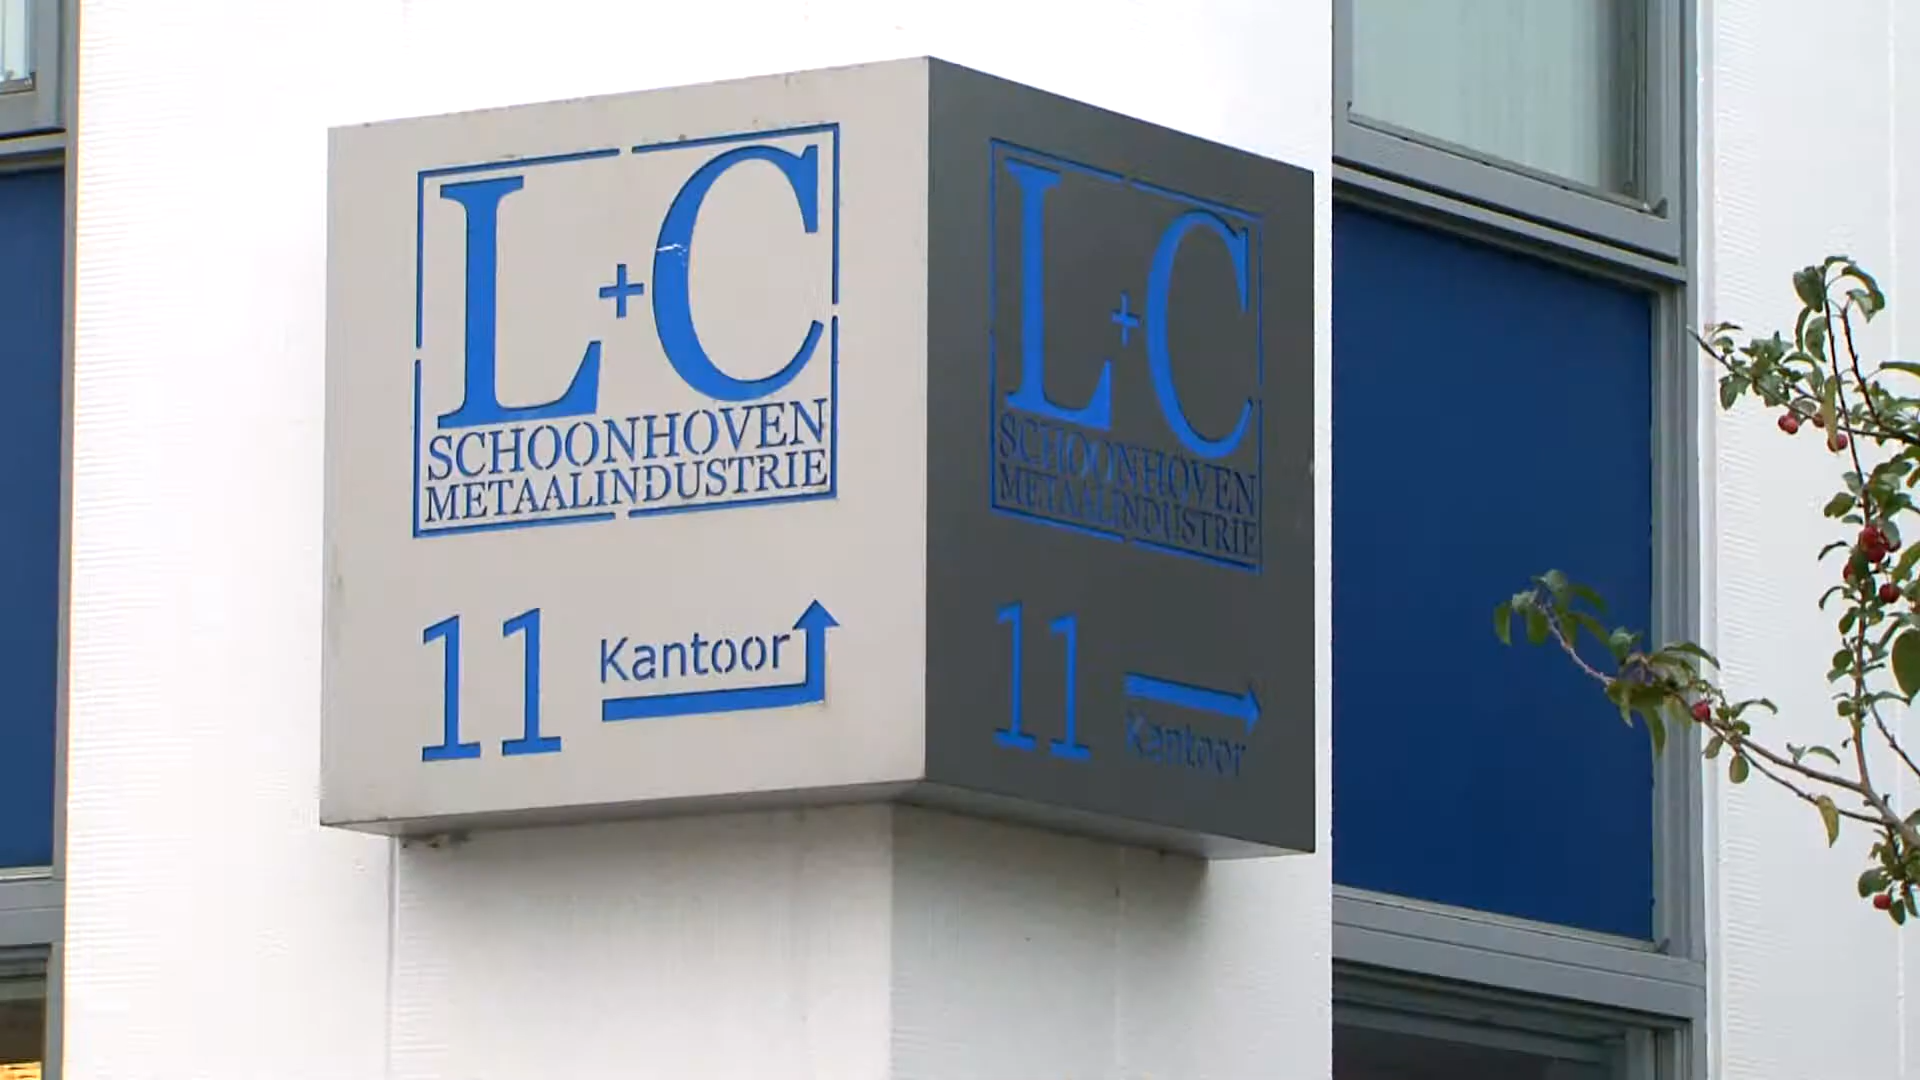 L+C
SCHOONHOVEN
METAALINDUSTRIE
11 Kantoor
L+C
SCHOONHOVEN
METAALINDUSTRIE
11
Kantoor